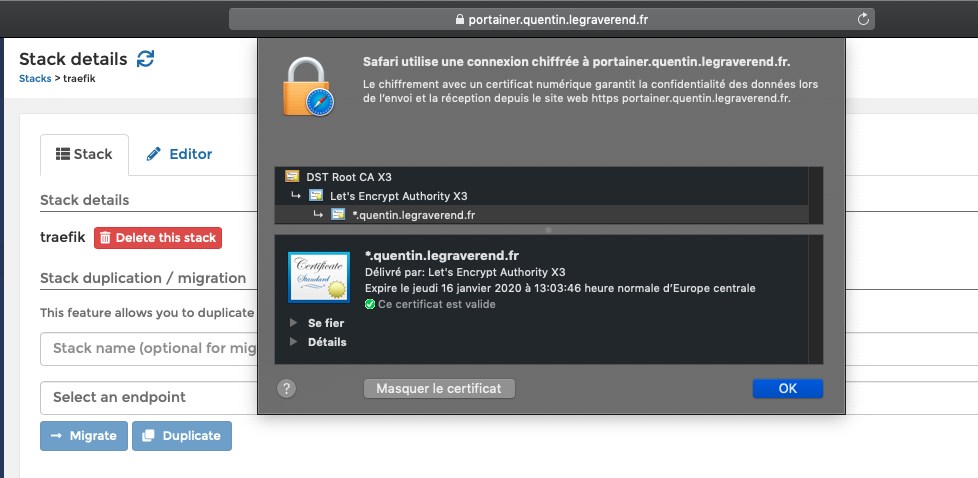 portainer.quentin.legraverend.fr
Stack details
Stacks > traefik
Stack
Editor
Stack details
traefik Delete this stack
Stack duplication / migration
This feature allows you to duplicate
Stack name (optional for mig
Select an endpoint
Migrate
Duplicate
Safari utilise une connexion chiffrée à portainer.quentin.legraverend.fr.
Le chiffrement avec un certificat numérique garantit la confidentialité des données lors
de l'envoi et la réception depuis le site web https portainer.quentin.legraverend.fr.
DST Root CA X3
Let's Encrypt Authority X3
*.quentin.legraverend.fr
Certificate
Standard
*.quentin.legraverend.fr
Délivré par: Let's Encrypt Authority X3
Expire le jeudi 16 janvier 2020 à 13:03:46 heure normale d'Europe centrale
Ce certificat est valide
Se fier
Détails
?
Masquer le certificat
OK